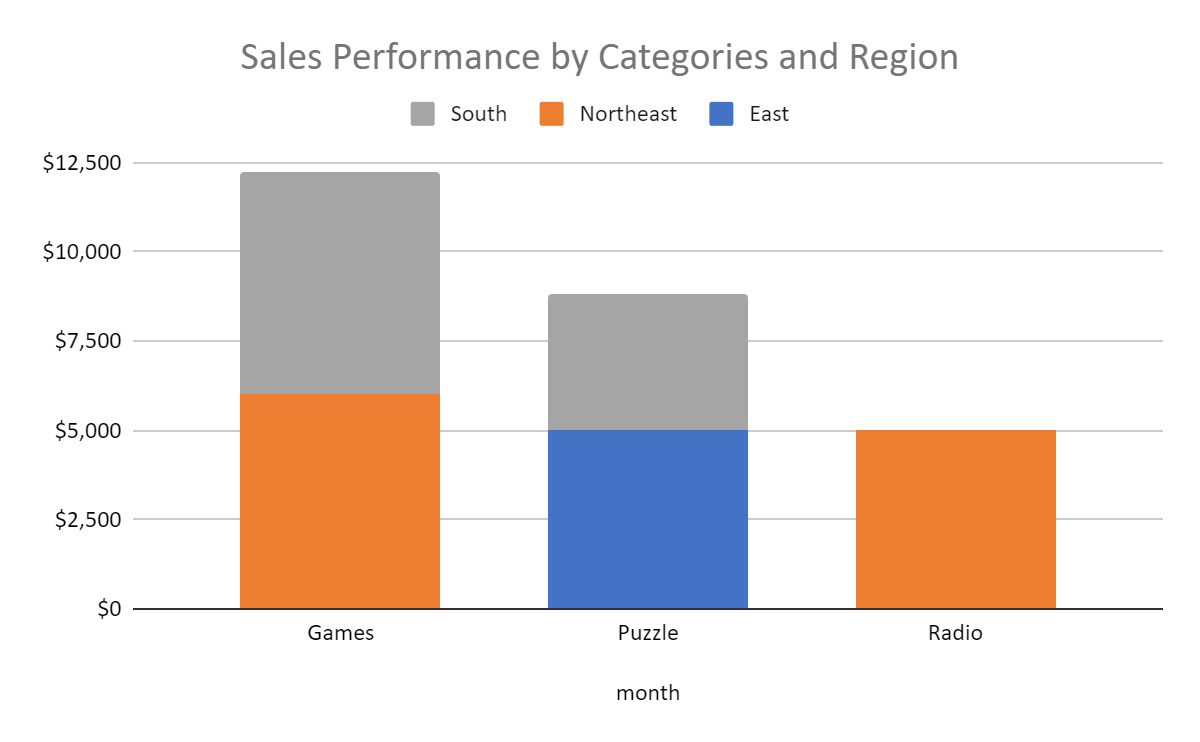 Sales Performance by Categories and Region
South Northeast East
$12,500
$10,000
$7,500
$5,000
$2,500
$0
Games Puzzle Radio
month